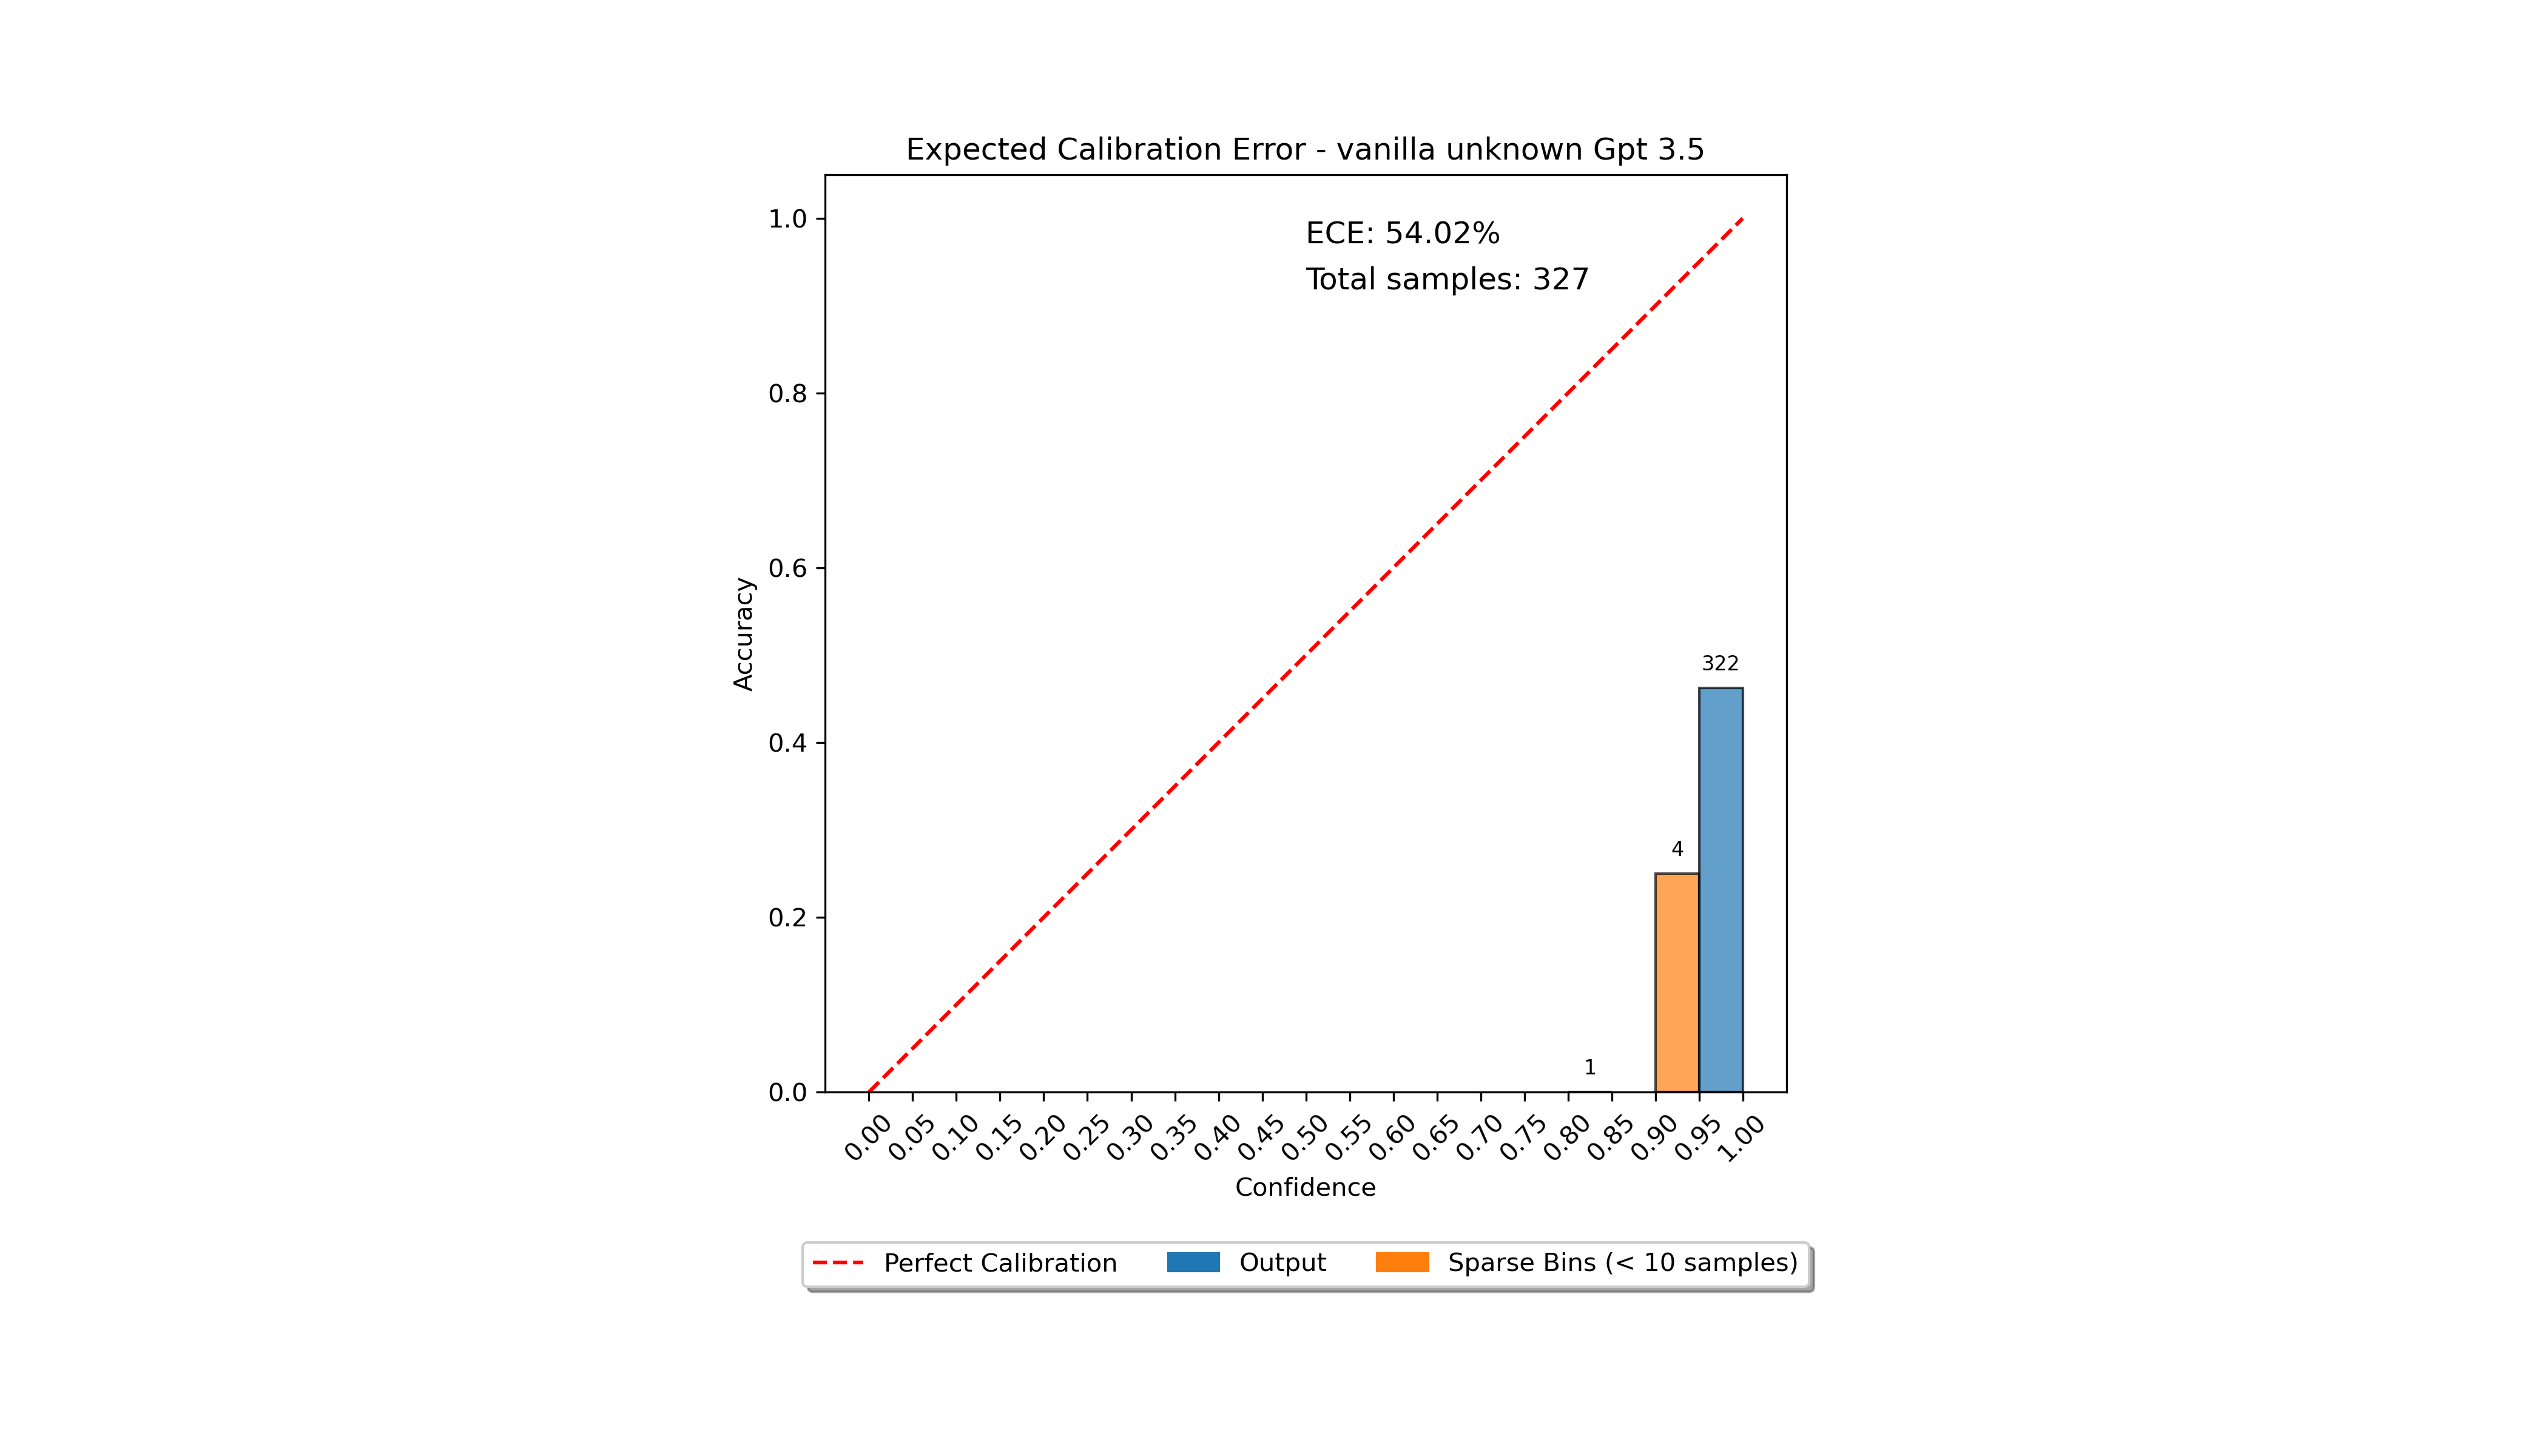 Expected Calibration Error - vanilla unknown Gpt 3.5
ECE: 54.02%
Total samples: 327
1.0
0.8
0.6
0.4
0.2
0.0
Accuracy
322
4
1
0.00 0.05 0.10 0.15 0.20 0.25 0.30 0.35 0.40 0.45 0.50 0.55 0.60 0.65 0.70 0.75 0.80 0.85 0.90 0.95 1.00
Confidence
Perfect Calibration Output Sparse Bins (< 10 samples)